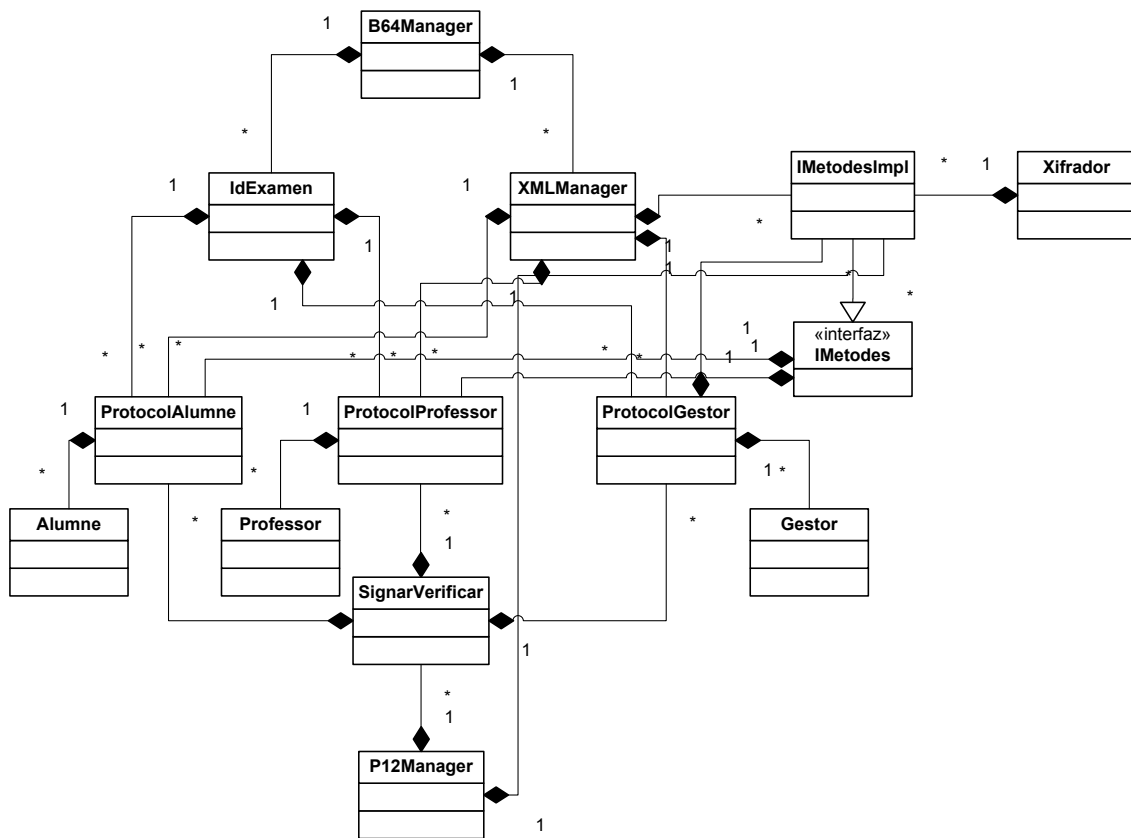 1
B64Manager
1
*
*
1
IdExamen
1
1
XMLManager
IMetodesImpl
*
1
Xifrador
1
*
1
1
1
*
*
1
«interfaz»
IMetodes
1
1
*
*
*
*
*
*
*
*
1
1
ProtocolAlumne
1
ProtocolProfessor
ProtocolGestor
*
*
1
*
Alumne
*
Professor
*
*
Gestor
1
SignarVerificar
1
*
1
P12Manager
1